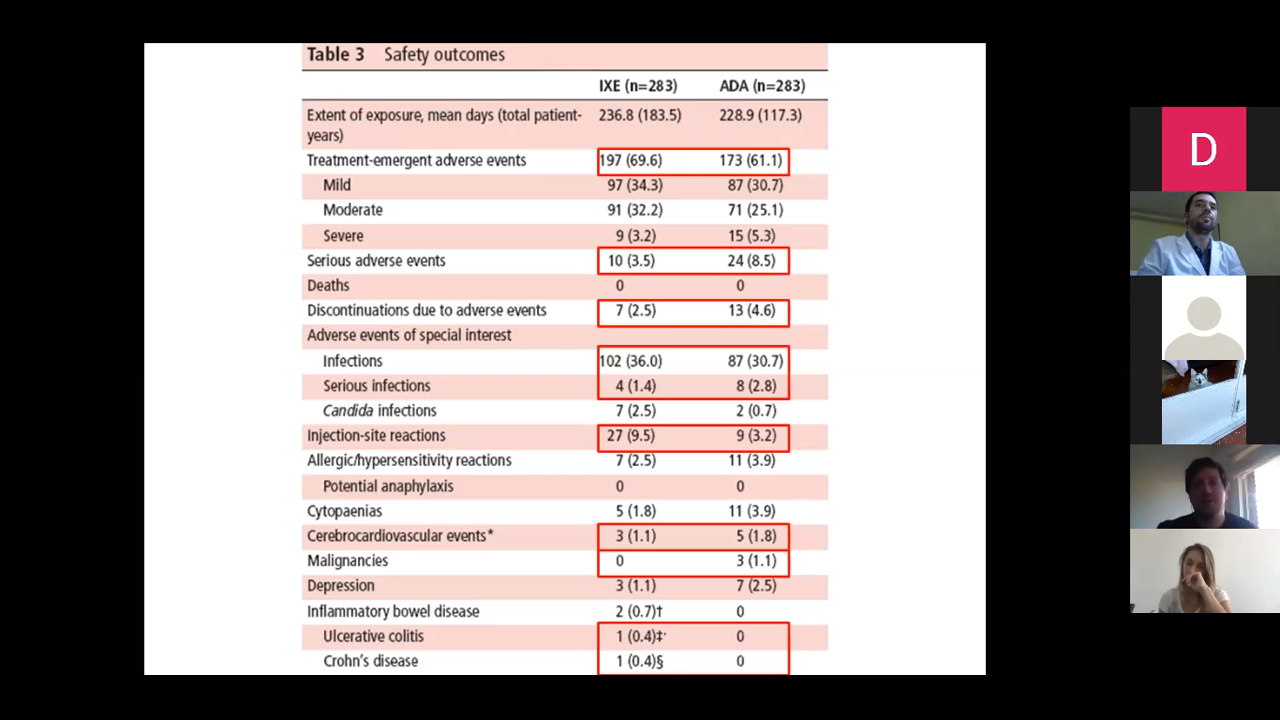 Table 3 Safety outcomes
IXE (n=283) ADA (n=283)
Extent of exposure, mean days (total patient- 236.8 (183.5) 228.9 (117.3)
years)
Treatment-emergent adverse events 197 (69.6) 173 (61.1)
Mild 97 (34.3) 87 (30.7)
Moderate 91 (32.2) 71 (25.1)
Severe 9 (3.2) 15 (5.3)
Serious adverse events 10 (3.5) 24 (8.5)
Deaths 0 0
Discontinuations due to adverse events 7 (2.5) 13 (4.6)
Adverse events of special interest
Infections 102 (36.0) 87 (30.7)
Serious infections 4 (1.4) 8 (2.8)
Candida infections 7 (2.5) 2 (0.7)
Injection-site reactions 27 (9.5) 9 (3.2)
Allergic/hypersensitivity reactions 7 (2.5) 11 (3.9)
Potential anaphylaxis 0 0
Cytopaenias 5 (1.8) 11 (3.9)
Cerebrocardiovascular events* 3 (1.1) 5 (1.8)
Malignancies 0 3 (1.1)
Depression 3 (1.1) 7 (2.5)
Inflammatory bowel disease 2 (0.7)† 0
Ulcerative colitis 1 (0.4)‡· 0
Crohn's disease 1 (0.4)§ 0
D